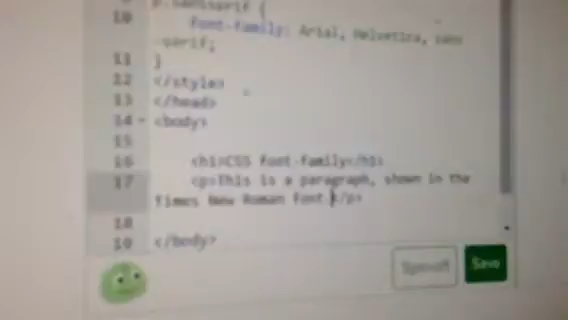 p.sansserif {
10 font-family: Arial, Helvetica, sans
-serif;
11 }
12 </style>
13 </head>
14 <body>
15
16 <h1>CSS font-family</h1>
17 <p>This is a paragraph, shown in the
Times New Roman font.</p>
18
19 </body>
Save